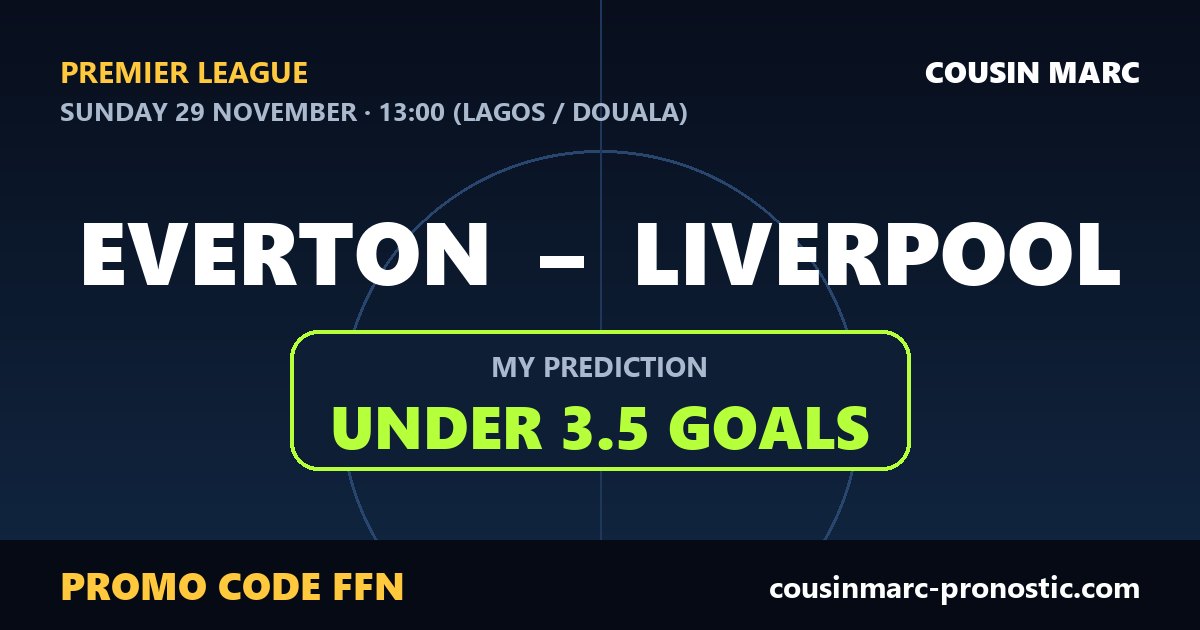 PREMIER LEAGUE
COUSIN MARC
SUNDAY 29 NOVEMBER · 13:00 (LAGOS / DOUALA)
EVERTON – LIVERPOOL
MY PREDICTION
UNDER 3.5 GOALS
PROMO CODE FFN
cousinmarc-pronostic.com